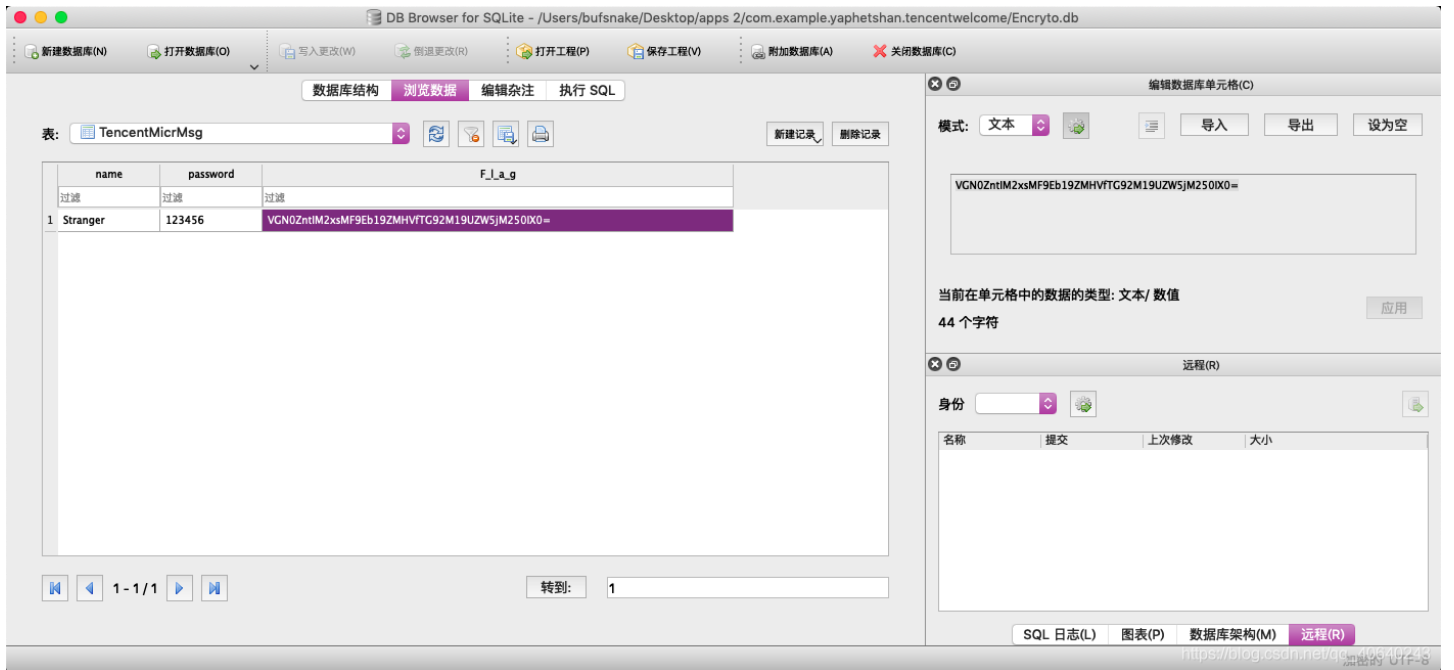 DB Browser for SQLite - /Users/bufsnake/Desktop/apps 2/com.example.yaphetshan.tencentwelcome/Encryto.db
新建数据库(N) 打开数据库(O) 写入更改(W) 倒退更改(R) 打开工程(P) 保存工程(V) 附加数据库(A) 关闭数据库(C)
数据库结构 浏览数据 编辑杂注 执行 SQL
表: TencentMicrMsg 新建记录 删除记录
name password F_l_a_g
过滤 过滤 过滤
1 Stranger 123456 VGN0ZntIM2xsMF9Eb19ZMHVfTG92M19UZW5jM250IX0=
1 - 1 / 1 转到: 1
编辑数据库单元格(C)
模式: 文本 导入 导出 设为空
VGN0ZntIM2xsMF9Eb19ZMHVfTG92M19UZW5jM250IX0=
当前在单元格中的数据的类型: 文本/ 数值
应用
44 个字符
远程(R)
身份
名称 提交 上次修改 大小
SQL 日志(L) 图表(P) 数据库架构(M) 远程(R)
加密的 UTF-8